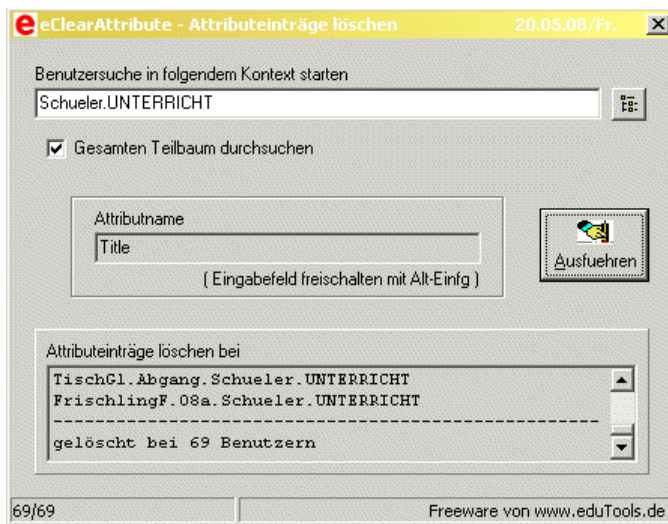 e eClearAttribute - Attributeinträge löschen 20.05.08/Fr.
Benutzersuche in folgendem Kontext starten
Schueler.UNTERRICHT
Gesamten Teilbaum durchsuchen
Attributname
Title
( Eingabefeld freischalten mit Alt-Einfg )
Ausfuehren
Attributeinträge löschen bei
TischGl.Abgang.Schueler.UNTERRICHT
FrischlingF.08a.Schueler.UNTERRICHT
------------------------------------------------------
gelöscht bei 69 Benutzern
69/69 Freeware von www.eduTools.de